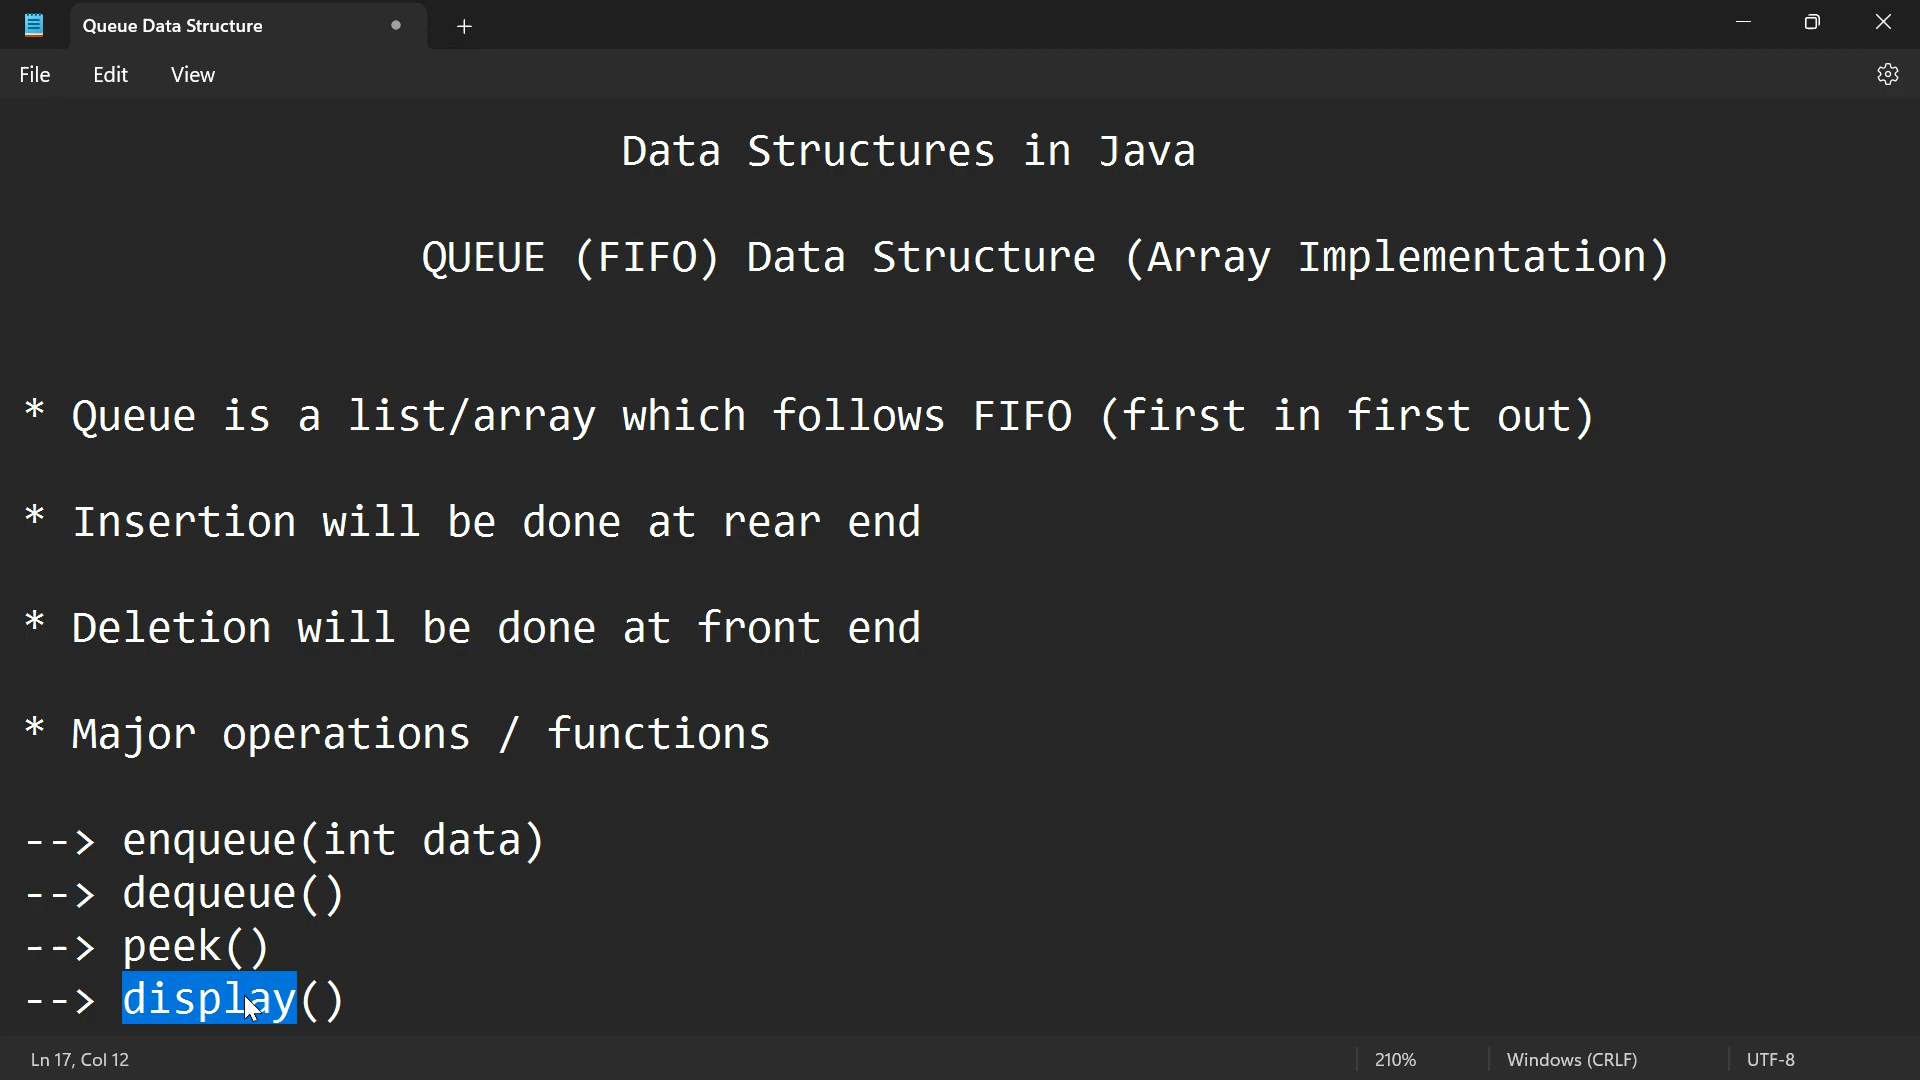 Queue Data Structure
File Edit View
Data Structures in Java
QUEUE (FIFO) Data Structure (Array Implementation)
* Queue is a list/array which follows FIFO (first in first out)
* Insertion will be done at rear end
* Deletion will be done at front end
* Major operations / functions
--> enqueue(int data)
--> dequeue()
--> peek()
--> display()
Ln 17, Col 12 210% Windows (CRLF) UTF-8